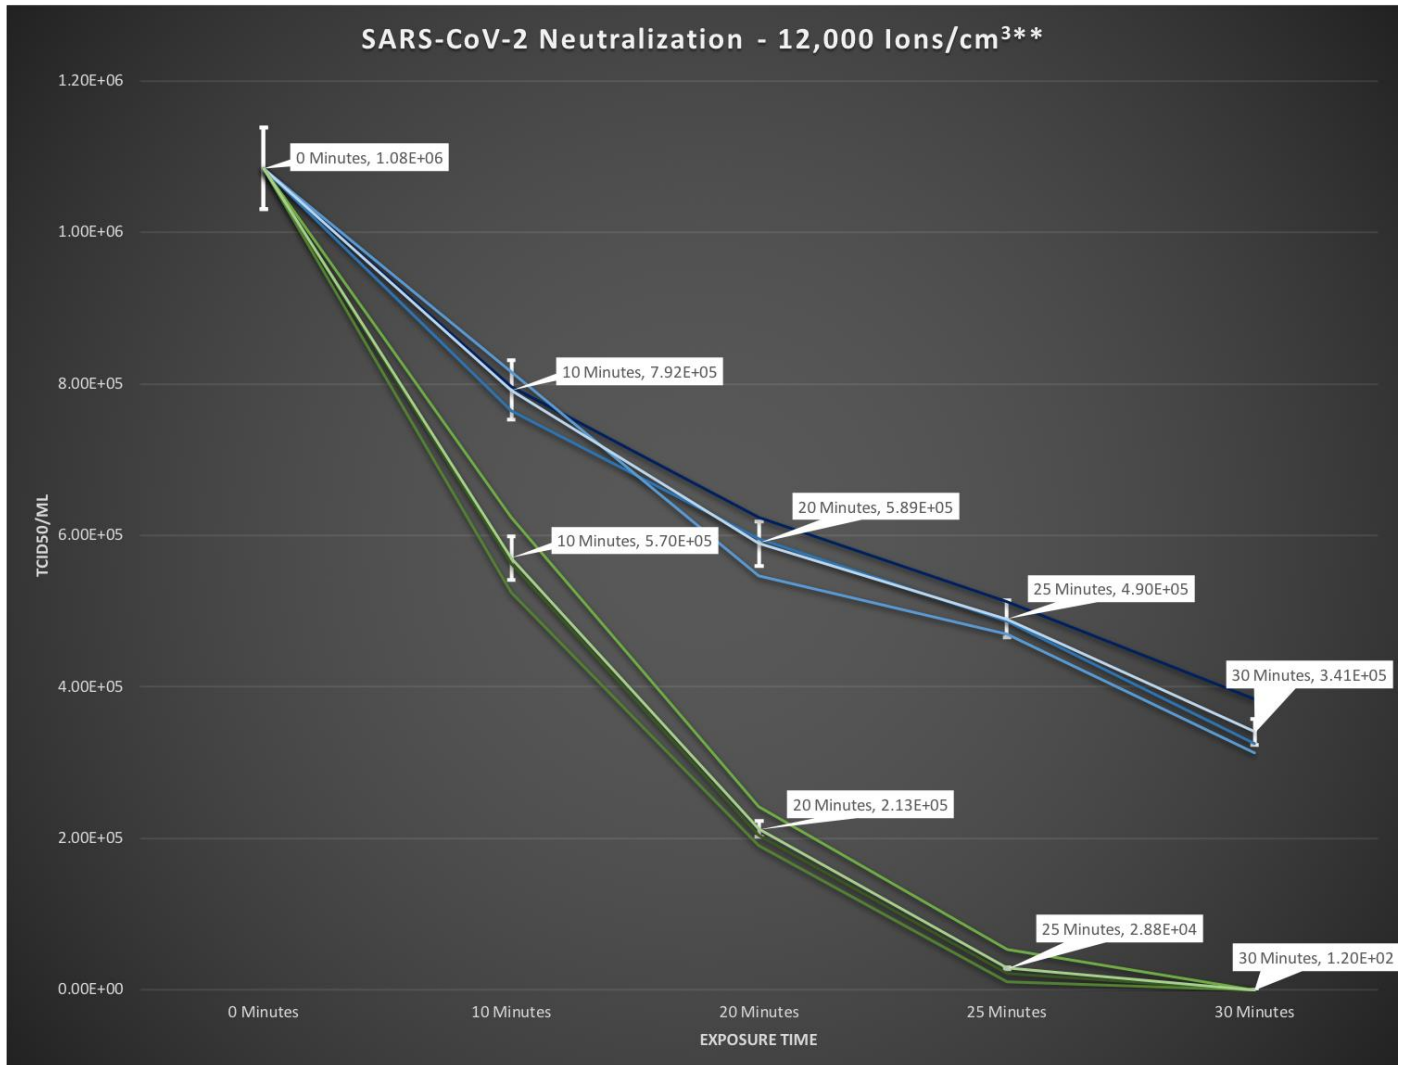 SARS-CoV-2 Neutralization - 12,000 Ions/cm³**
1.20E+06
1.00E+06
8.00E+05
6.00E+05
4.00E+05
2.00E+05
0.00E+00
TCID50/ML
0 Minutes, 1.08E+06
10 Minutes, 7.92E+05
20 Minutes, 5.89E+05
10 Minutes, 5.70E+05
25 Minutes, 4.90E+05
30 Minutes, 3.41E+05
20 Minutes, 2.13E+05
25 Minutes, 2.88E+04
30 Minutes, 1.20E+02
0 Minutes
10 Minutes
20 Minutes
25 Minutes
30 Minutes
EXPOSURE TIME